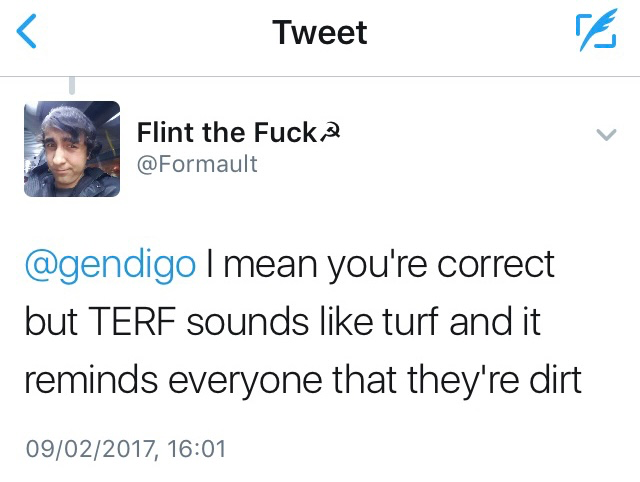 Tweet
Flint the Fuck☭
@Formault
@gendigo I mean you're correct
but TERF sounds like turf and it
reminds everyone that they're dirt
09/02/2017, 16:01